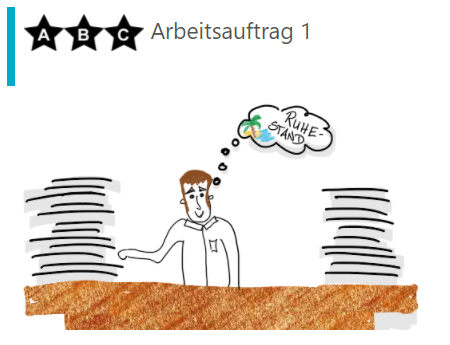 A B C Arbeitsauftrag 1
RUHE-
STAND